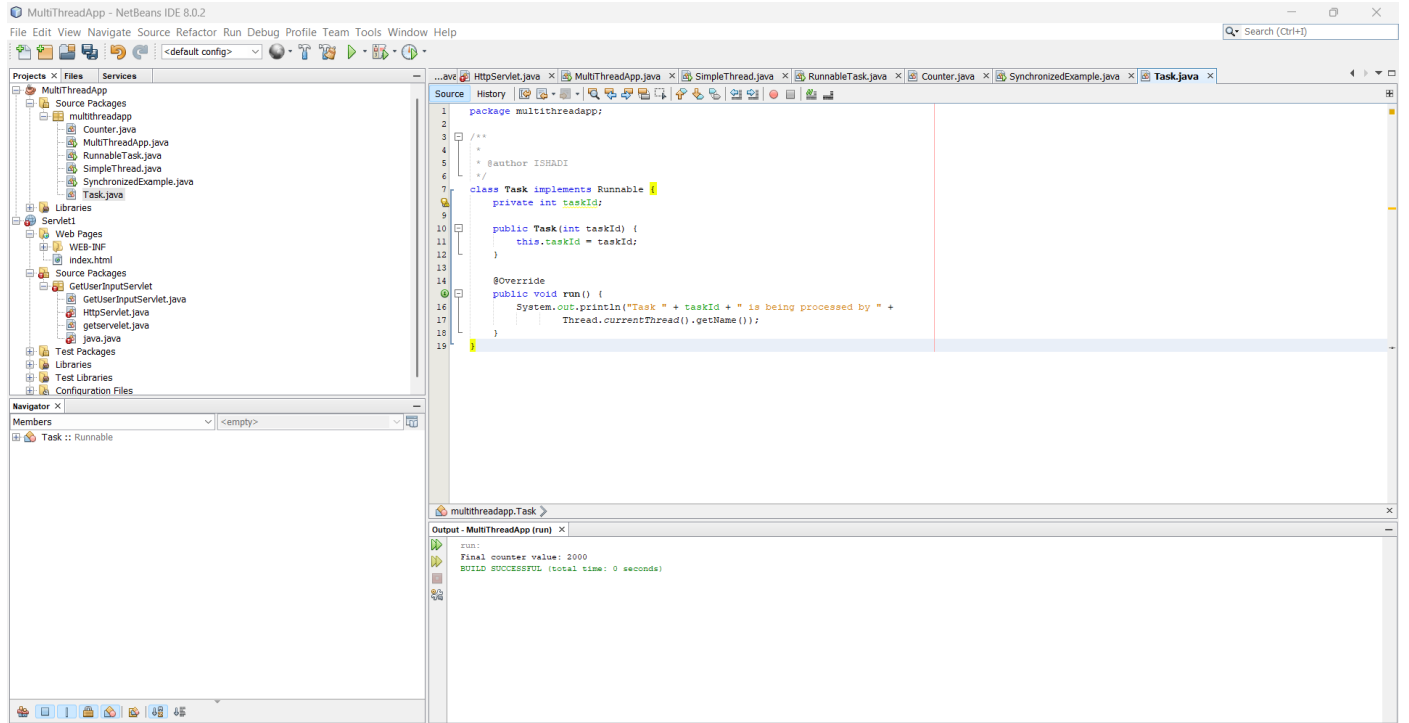 MultiThreadApp - NetBeans IDE 8.0.2
File Edit View Navigate Source Refactor Run Debug Profile Team Tools Window Help
Search (Ctrl+I)
<default config>
Projects Files Services
MultiThreadApp
Source Packages
multithreadapp
Counter.java
MultiThreadApp.java
RunnableTask.java
SimpleThread.java
SynchronizedExample.java
Task.java
Libraries
Servlet1
Web Pages
WEB-INF
index.html
Source Packages
GetUserInputServlet
GetUserInputServlet.java
HttpServlet.java
getservelet.java
java.java
Test Packages
Libraries
Test Libraries
Configuration Files
Navigator
Members <empty>
Task :: Runnable
...ava HttpServlet.java MultiThreadApp.java SimpleThread.java RunnableTask.java Counter.java SynchronizedExample.java Task.java
Source History
1 package multithreadapp;
2
3 /**
4 *
5 * @author ISHADI
6 */
7 class Task implements Runnable {
private int taskId;
9
10 public Task(int taskId) {
11 this.taskId = taskId;
12 }
13
14 @Override
public void run() {
16 System.out.println("Task " + taskId + " is being processed by " +
17 Thread.currentThread().getName());
18 }
19 }
multithreadapp.Task
Output - MultiThreadApp (run)
run:
Final counter value: 2000
BUILD SUCCESSFUL (total time: 0 seconds)